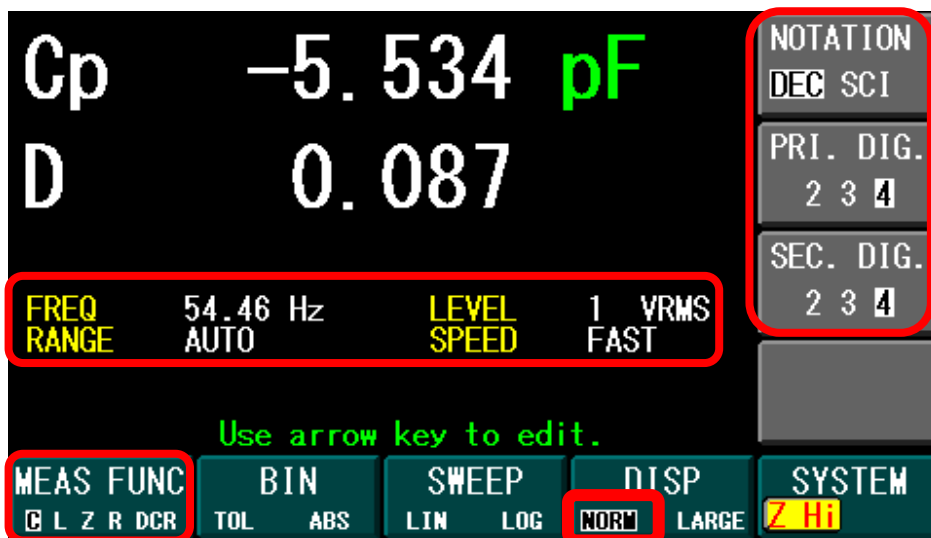 Cp -5.534 pF
D 0.087
FREQ 54.46 Hz LEVEL 1 VRMS
RANGE AUTO SPEED FAST
Use arrow key to edit.
NOTATION
DEC SCI
PRI. DIG.
2 3 4
SEC. DIG.
2 3 4
MEAS FUNC
C L Z R DCR
BIN
TOL ABS
SWEEP
LIN LOG
DISP
NORM LARGE
SYSTEM
Z Hi